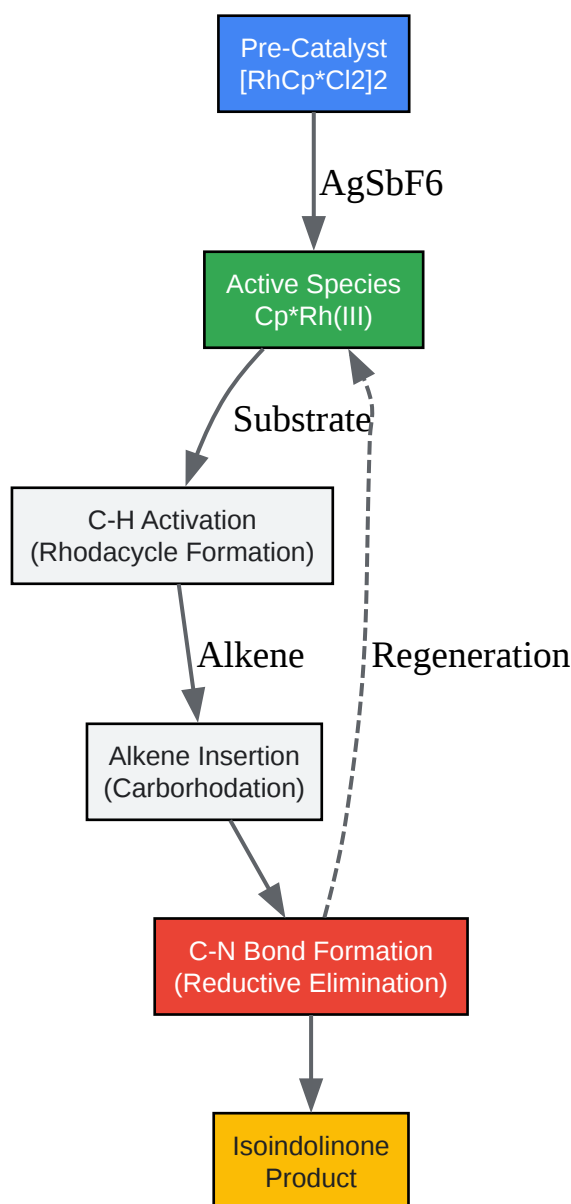 Pre-Catalyst
[RhCp*Cl2]2
AgSbF6
Active Species
Cp*Rh(III)
Substrate
C-H Activation
(Rhodacycle Formation)
Alkene
Regeneration
Alkene Insertion
(Carborhodation)
C-N Bond Formation
(Reductive Elimination)
Isoindolinone
Product